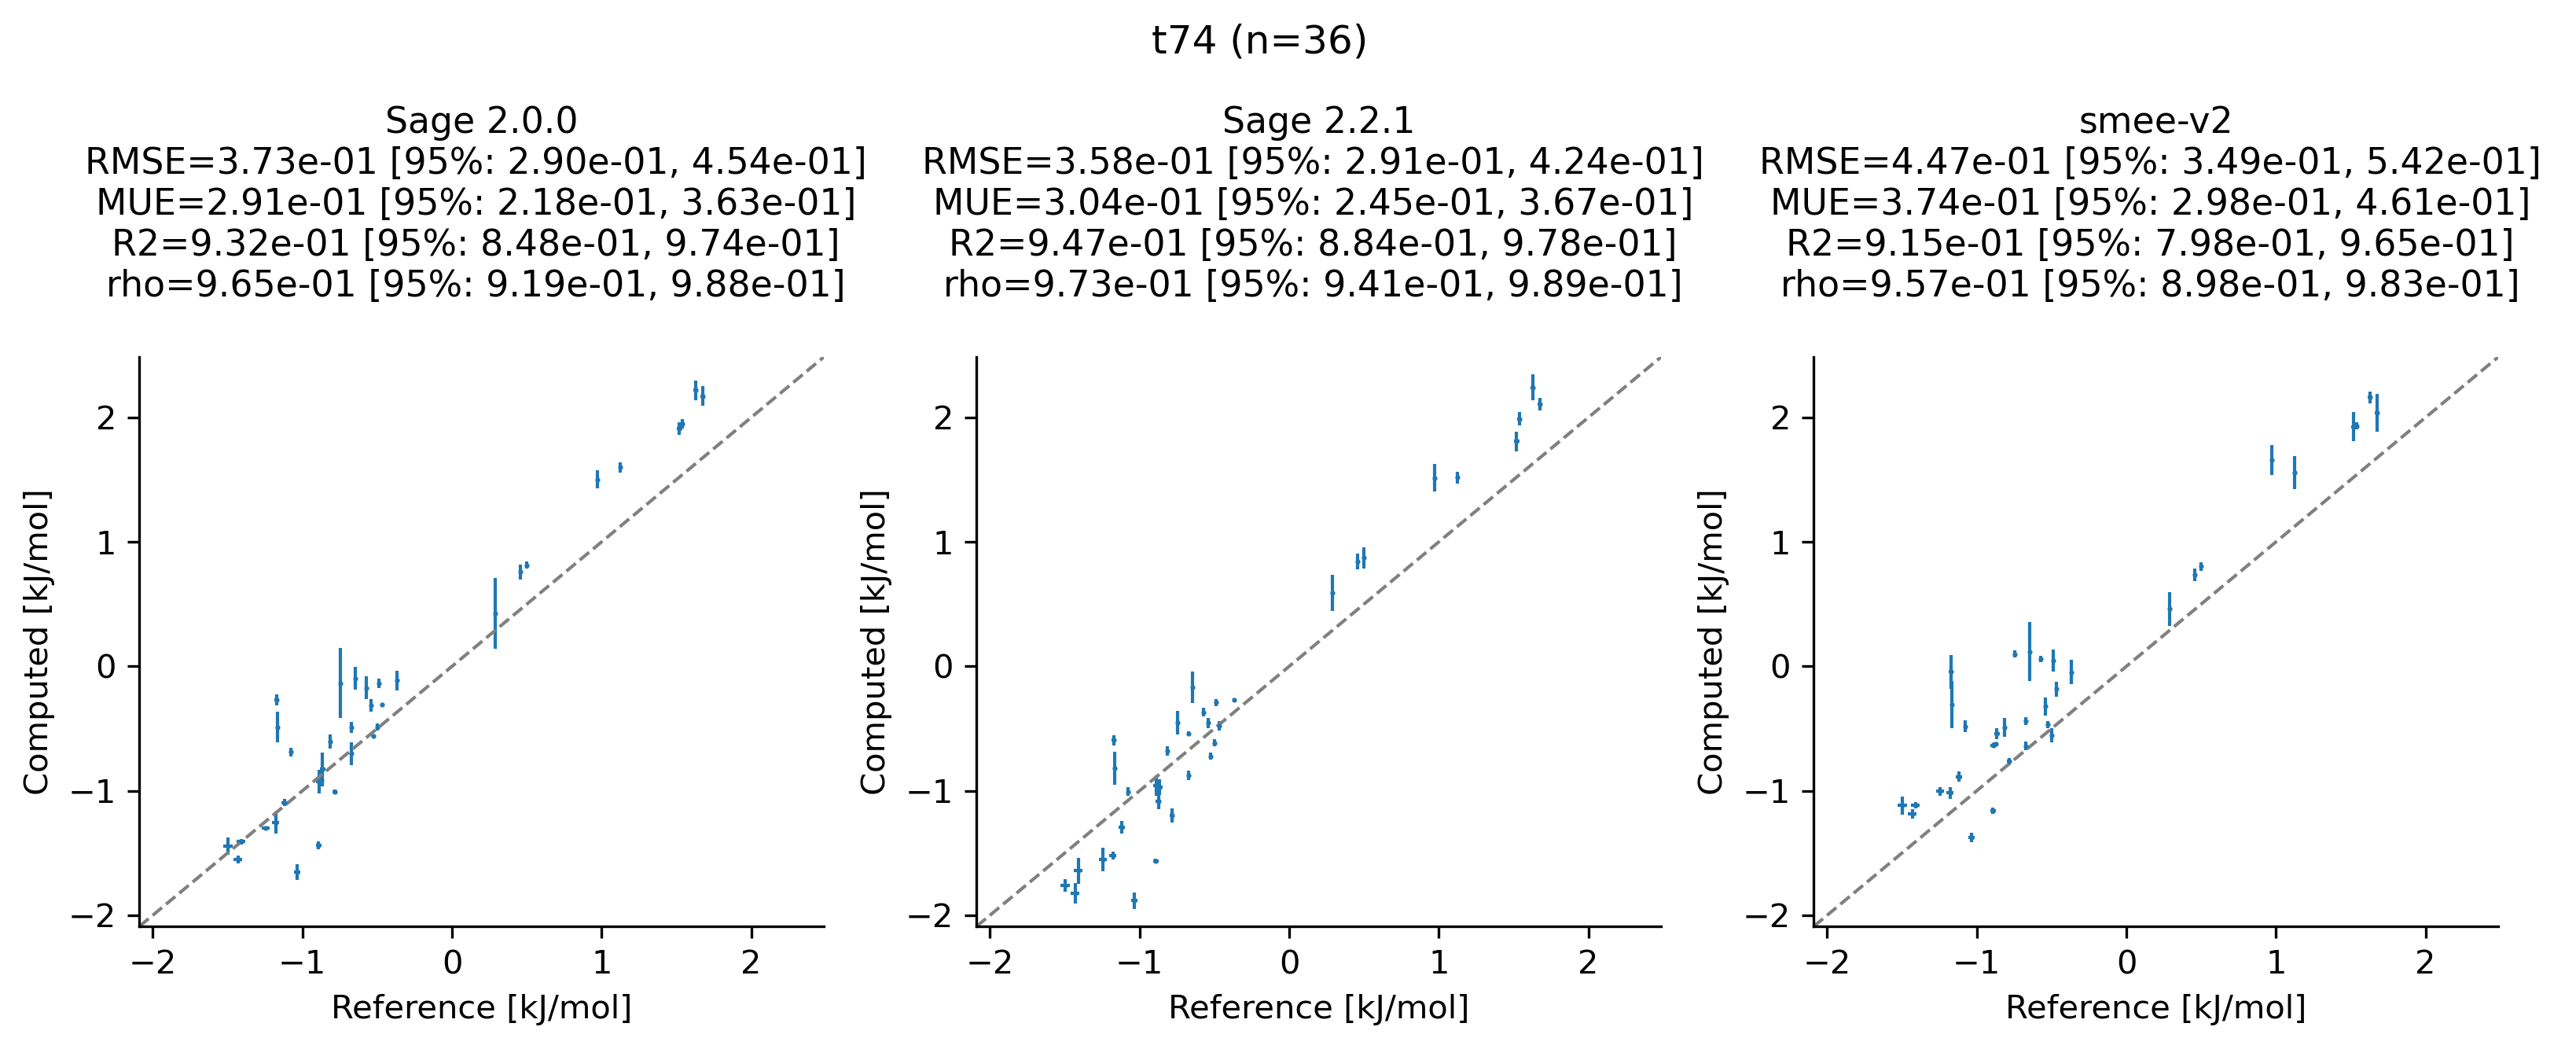 t74 (n=36)
Sage 2.0.0
RMSE=3.73e-01 [95%: 2.90e-01, 4.54e-01]
MUE=2.91e-01 [95%: 2.18e-01, 3.63e-01]
R2=9.32e-01 [95%: 8.48e-01, 9.74e-01]
rho=9.65e-01 [95%: 9.19e-01, 9.88e-01]
Computed [kJ/mol]
2
1
0
−1
−2
−2 −1 0 1 2
Reference [kJ/mol]
Sage 2.2.1
RMSE=3.58e-01 [95%: 2.91e-01, 4.24e-01]
MUE=3.04e-01 [95%: 2.45e-01, 3.67e-01]
R2=9.47e-01 [95%: 8.84e-01, 9.78e-01]
rho=9.73e-01 [95%: 9.41e-01, 9.89e-01]
Computed [kJ/mol]
2
1
0
−1
−2
−2 −1 0 1 2
Reference [kJ/mol]
smee-v2
RMSE=4.47e-01 [95%: 3.49e-01, 5.42e-01]
MUE=3.74e-01 [95%: 2.98e-01, 4.61e-01]
R2=9.15e-01 [95%: 7.98e-01, 9.65e-01]
rho=9.57e-01 [95%: 8.98e-01, 9.83e-01]
Computed [kJ/mol]
2
1
0
−1
−2
−2 −1 0 1 2
Reference [kJ/mol]